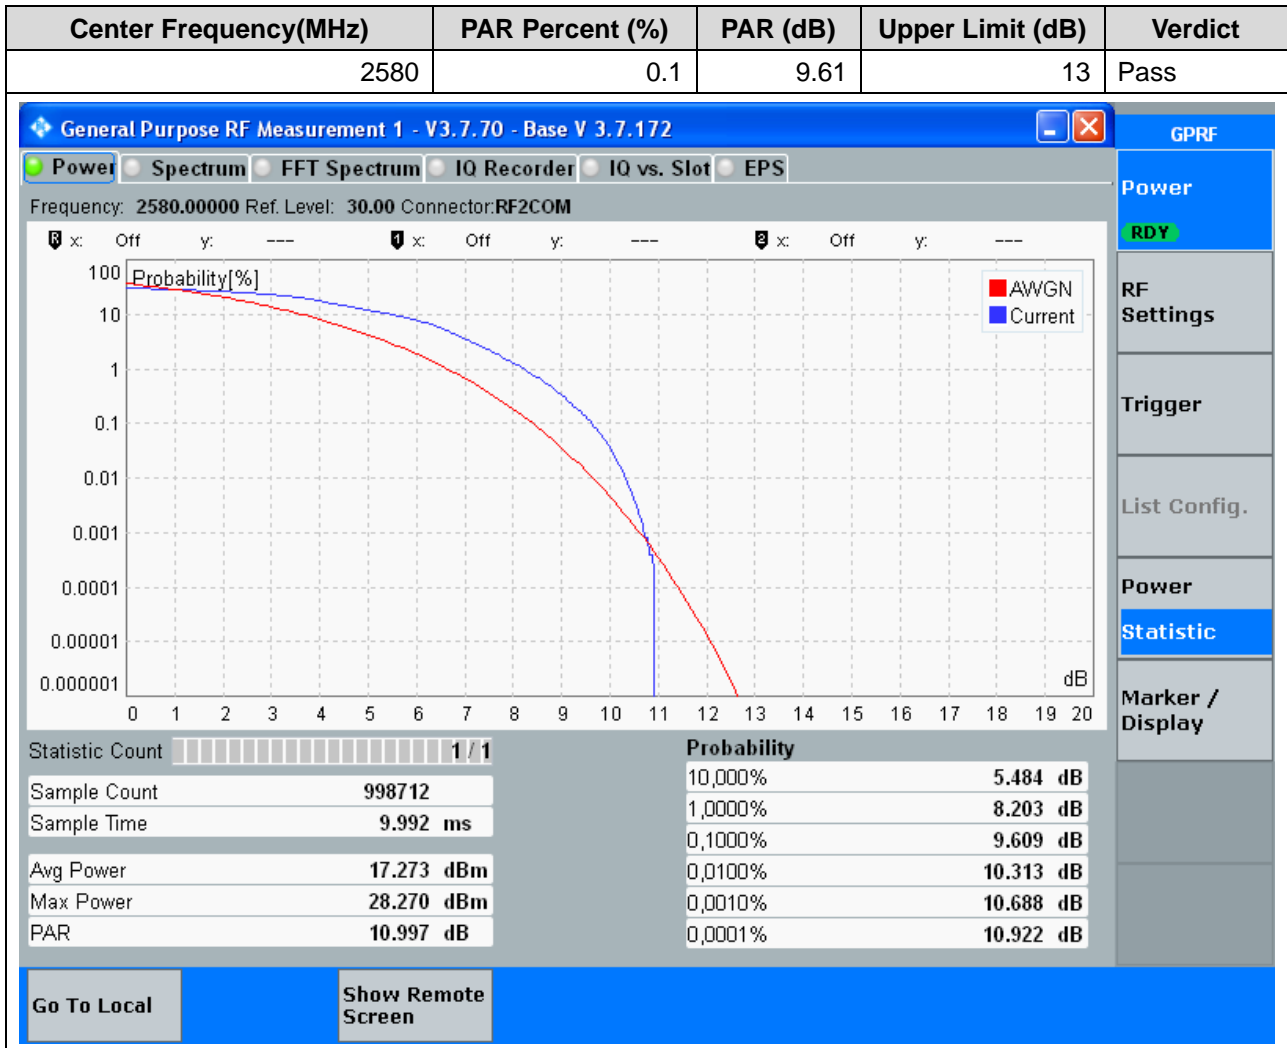 Center Frequency(MHz) PAR Percent (%) PAR (dB) Upper Limit (dB) Verdict
2580 0.1 9.61 13 Pass
General Purpose RF Measurement 1 - V3.7.70 - Base V 3.7.172
GPRF
Power Spectrum FFT Spectrum IQ Recorder IQ vs. Slot EPS
Power
RDY
Frequency: 2580.00000 Ref. Level: 30.00 Connector:RF2COM
R x: Off y: --- 1 x: Off y: --- 2 x: Off y: ---
Probability[%]
AWGN
Current
100
10
1
0.1
0.01
0.001
0.0001
0.00001
0.000001
dB
0 1 2 3 4 5 6 7 8 9 10 11 12 13 14 15 16 17 18 19 20
RF
Settings
Trigger
List Config.
Power
Statistic
Marker /
Display
Statistic Count 1 / 1
Sample Count 998712
Sample Time 9.992 ms
Avg Power 17.273 dBm
Max Power 28.270 dBm
PAR 10.997 dB
Probability
10,000% 5.484 dB
1,0000% 8.203 dB
0,1000% 9.609 dB
0,0100% 10.313 dB
0,0010% 10.688 dB
0,0001% 10.922 dB
Go To Local
Show Remote
Screen